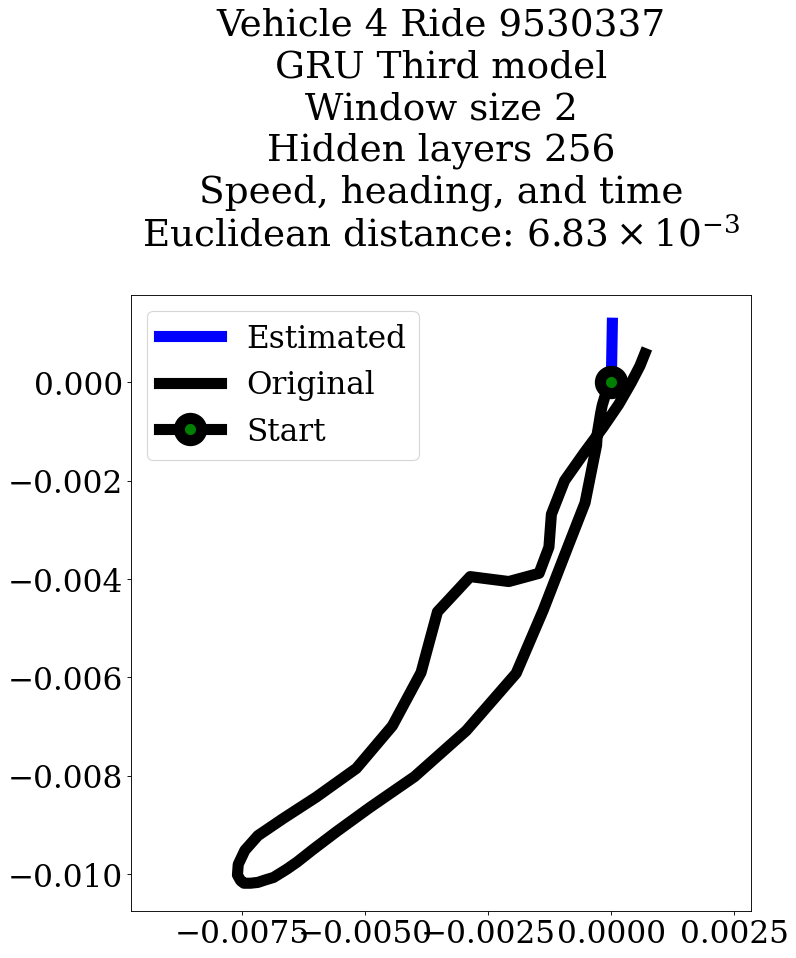 Vehicle 4 Ride 9530337
GRU Third model
Window size 2
Hidden layers 256
Speed, heading, and time
Euclidean distance: 6.83 × 10⁻³
Estimated
Original
Start
0.000
−0.002
−0.004
−0.006
−0.008
−0.010
−0.0075 −0.0050 −0.0025 0.0000 0.0025